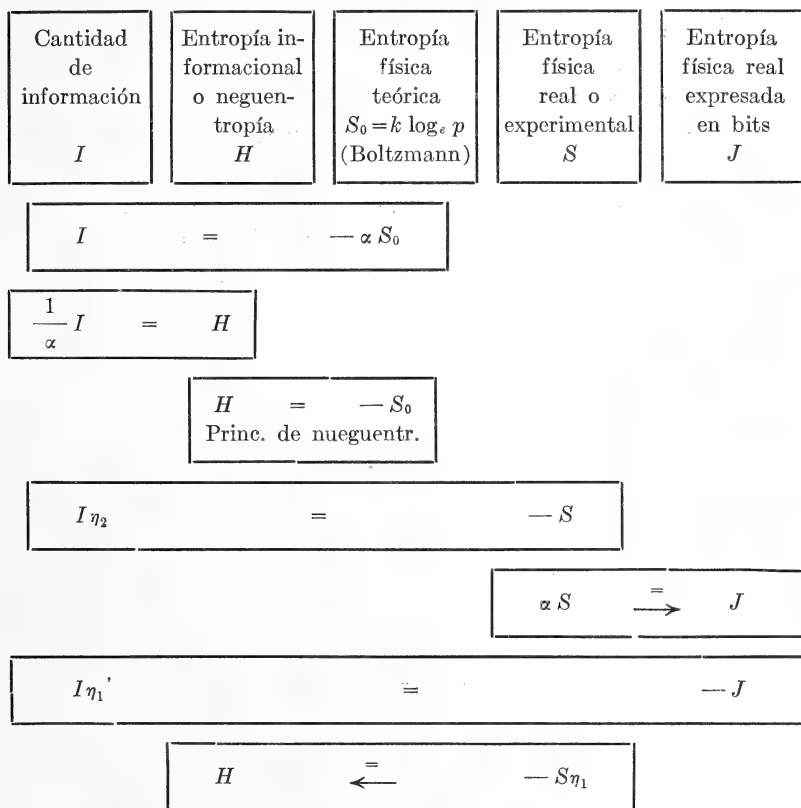 Cantidad
de
información
I
Entropía in-
formacional
o neguen-
tropía
H
Entropía
física
teórica
S₀ = k logₑ p
(Boltzmann)
Entropía
física
real o
experimental
S
Entropía
física real
expresada
en bits
J
I = — α S₀
1/α I = H
H = — S₀
Princ. de nueguentr.
I η₂ = — S
α S =→ J
I η₁' = — J
H =← — S η₁